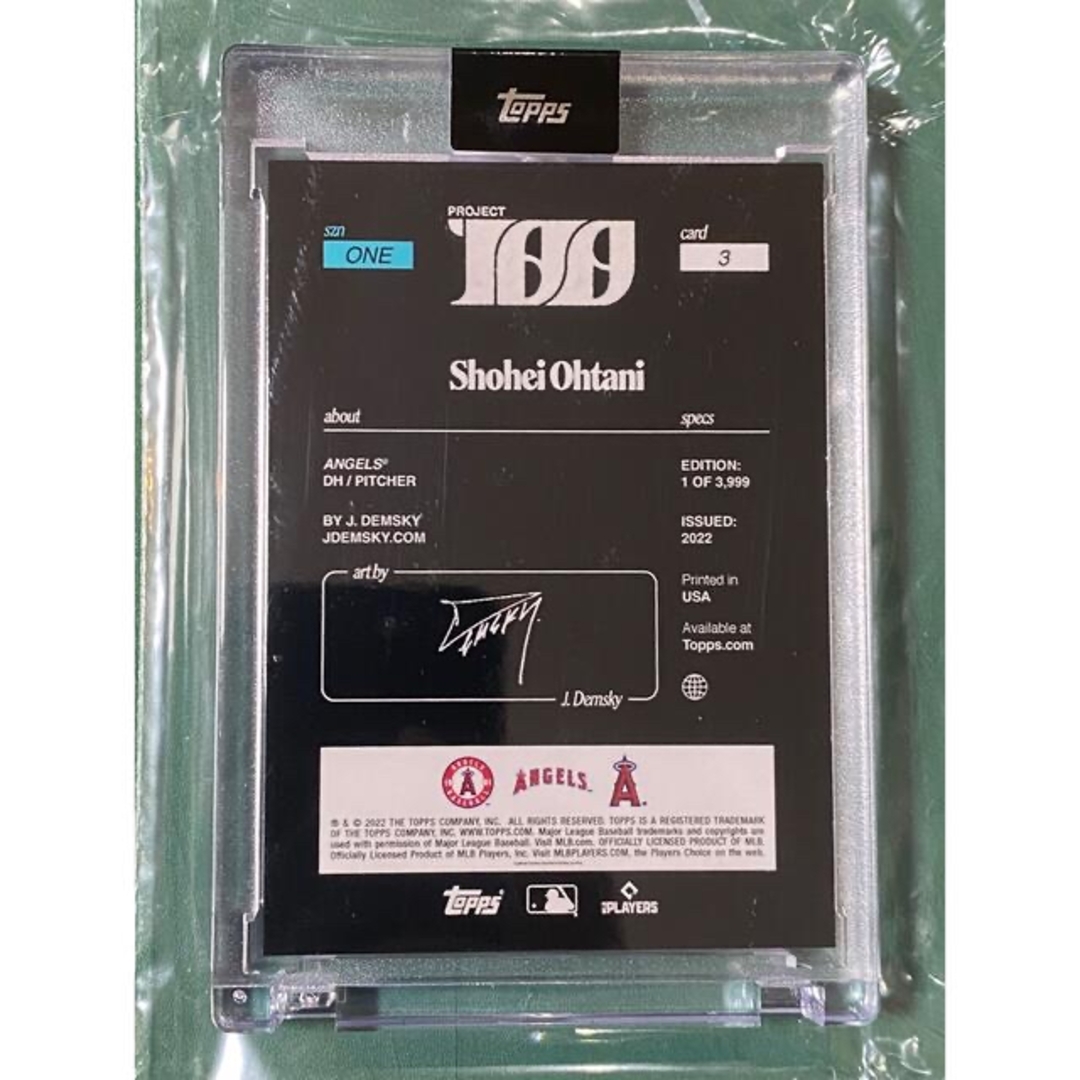 TOPPS
PROJECT
100
szn
ONE
card
3
Shohei Ohtani
about
specs
ANGELS®
DH / PITCHER
EDITION:
1 OF 3,999
BY J. DEMSKY
JDEMSKY.COM
ISSUED:
2022
art by
Demsky
J. Demsky
Printed in
USA
Available at
Topps.com
ANGELS
BASEBALL
A
ANGELS
A
® & © 2022 THE TOPPS COMPANY, INC. ALL RIGHTS RESERVED. TOPPS IS A REGISTERED TRADEMARK
OF THE TOPPS COMPANY, INC. WWW.TOPPS.COM. Major League Baseball trademarks and copyrights are
used with permission of Major League Baseball. Visit MLB.com. OFFICIALLY LICENSED PRODUCT OF MLB
Officially Licensed Product of MLB Players, Inc. Visit MLBPLAYERS.COM, the Players Choice on the web.
TOPPS
PLAYERS